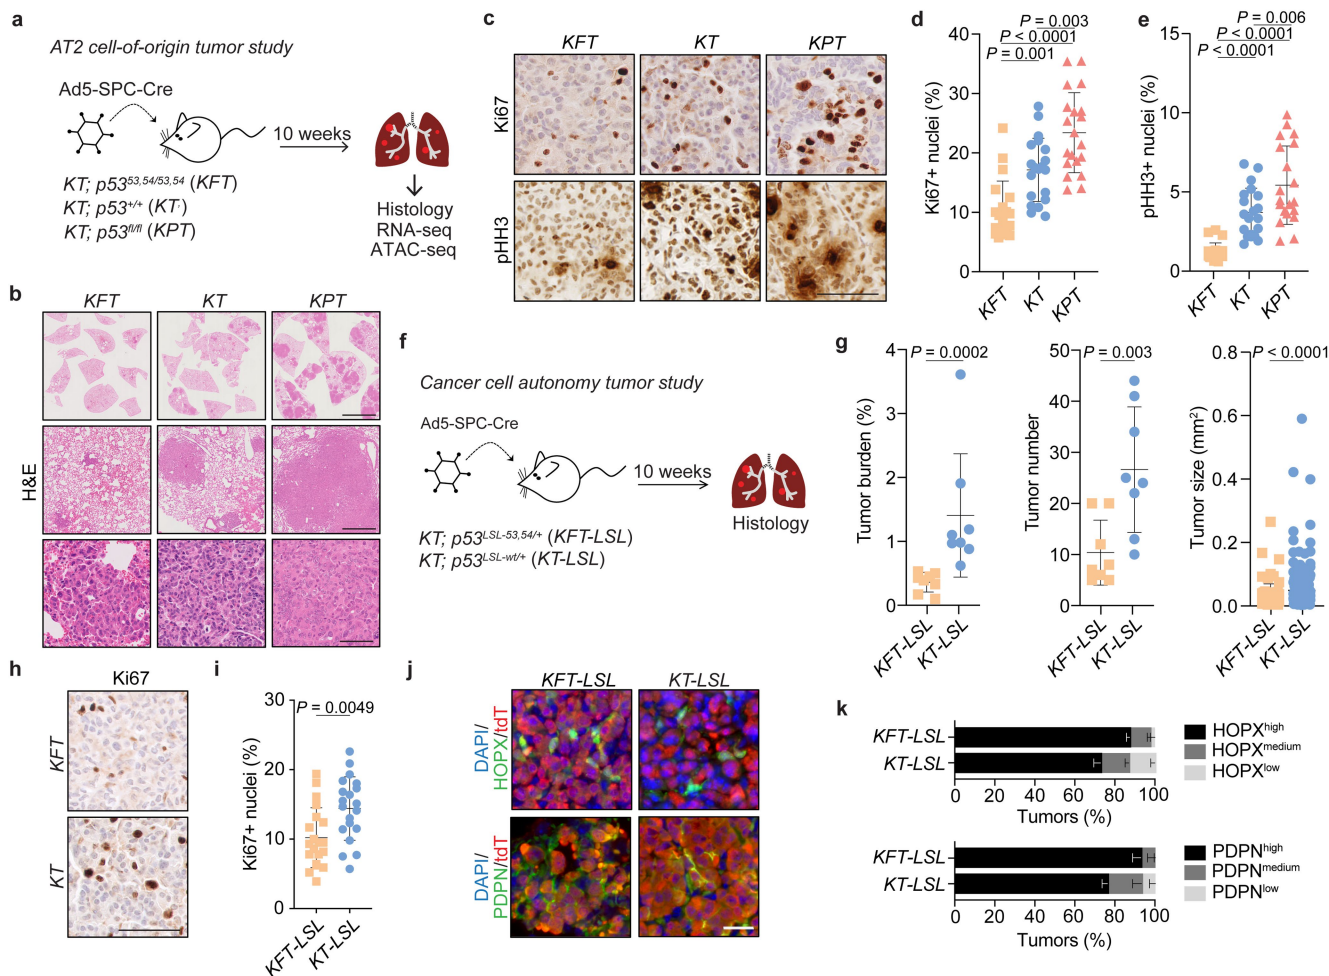 a
AT2 cell-of-origin tumor study
Ad5-SPC-Cre
10 weeks
KT; p53^53,54/53,54 (KFT)
KT; p53^+/+ (KT)
KT; p53^fl/fl (KPT)
Histology
RNA-seq
ATAC-seq
b
KFT KT KPT
H&E
c
KFT KT KPT
Ki67
pHH3
d
P = 0.003
P < 0.0001
P = 0.001
Ki67+ nuclei (%)
40
30
20
10
0
KFT KT KPT
e
P = 0.006
P < 0.0001
P < 0.0001
pHH3+ nuclei (%)
15
10
5
0
KFT KT KPT
f
Cancer cell autonomy tumor study
Ad5-SPC-Cre
10 weeks
KT; p53^LSL-53,54/+ (KFT-LSL)
KT; p53^LSL-wt/+ (KT-LSL)
Histology
g
P = 0.0002
Tumor burden (%)
4
3
2
1
0
KFT-LSL KT-LSL
P = 0.003
Tumor number
50
40
30
20
10
0
KFT-LSL KT-LSL
P < 0.0001
Tumor size (mm²)
0.8
0.6
0.4
0.2
0.0
KFT-LSL KT-LSL
h
Ki67
KFT
KT
i
P = 0.0049
Ki67+ nuclei (%)
30
20
10
0
KFT-LSL KT-LSL
j
KFT-LSL KT-LSL
DAPI/
HOPX/tdT
DAPI/
PDPN/tdT
k
KFT-LSL
KT-LSL
0 20 40 60 80 100
Tumors (%)
HOPX^high
HOPX^medium
HOPX^low
KFT-LSL
KT-LSL
0 20 40 60 80 100
Tumors (%)
PDPN^high
PDPN^medium
PDPN^low